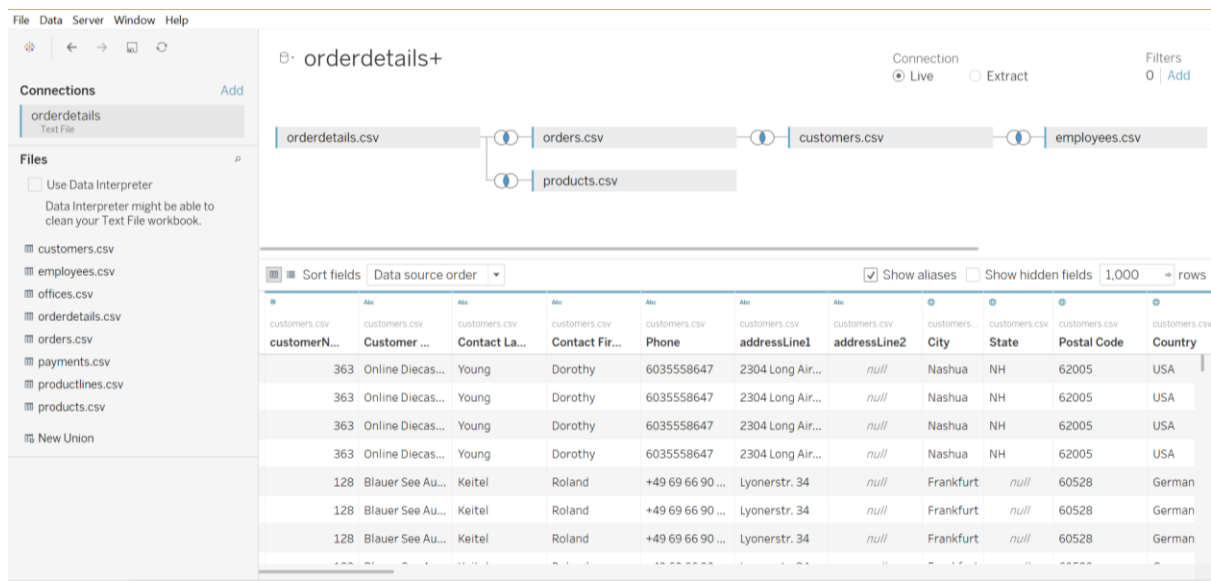 File Data Server Window Help
orderdetails+
Connection
Live Extract
Filters
0 Add
Connections Add
orderdetails
Text File
Files
Use Data Interpreter
Data Interpreter might be able to
clean your Text File workbook.
customers.csv
employees.csv
offices.csv
orderdetails.csv
orders.csv
payments.csv
productlines.csv
products.csv
New Union
orderdetails.csv orders.csv customers.csv employees.csv
products.csv
Sort fields Data source order Show aliases Show hidden fields 1,000 rows
# Abc Abc Abc Abc Abc Abc
customers.csv customers.csv customers.csv customers.csv customers.csv customers.csv customers.csv customers... customers.csv customers.csv customers.csv
customerN... Customer ... Contact La... Contact Fir... Phone addressLine1 addressLine2 City State Postal Code Country
363 Online Diecas... Young Dorothy 6035558647 2304 Long Air... null Nashua NH 62005 USA
363 Online Diecas... Young Dorothy 6035558647 2304 Long Air... null Nashua NH 62005 USA
363 Online Diecas... Young Dorothy 6035558647 2304 Long Air... null Nashua NH 62005 USA
363 Online Diecas... Young Dorothy 6035558647 2304 Long Air... null Nashua NH 62005 USA
128 Blauer See Au... Keitel Roland +49 69 66 90 ... Lyonerstr. 34 null Frankfurt null 60528 German
128 Blauer See Au... Keitel Roland +49 69 66 90 ... Lyonerstr. 34 null Frankfurt null 60528 German
128 Blauer See Au... Keitel Roland +49 69 66 90 ... Lyonerstr. 34 null Frankfurt null 60528 German